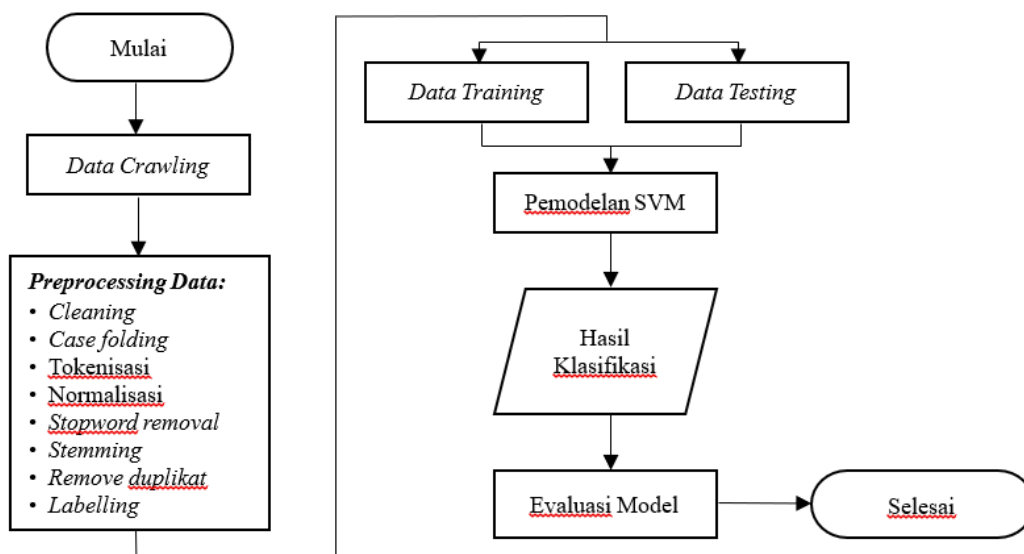 Mulai
Data Crawling
Preprocessing Data:
• Cleaning
• Case folding
• Tokenisasi
• Normalisasi
• Stopword removal
• Stemming
• Remove duplikat
• Labelling
Data Training
Data Testing
Pemodelan SVM
Hasil
Klasifikasi
Evaluasi Model
Selesai